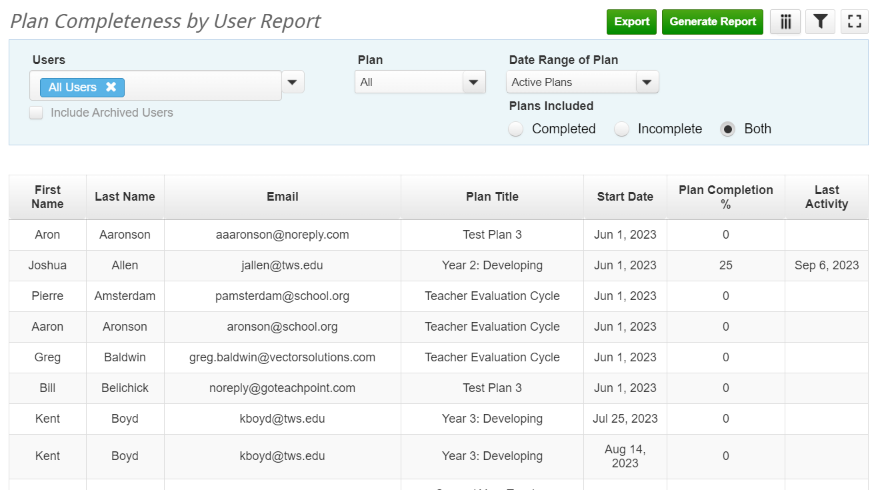 Plan Completeness by User Report
Export Generate Report
Users Plan Date Range of Plan
All Users ✖ All Active Plans
Include Archived Users Plans Included
Completed Incomplete Both
First Name Last Name Email Plan Title Start Date Plan Completion % Last Activity
Aron Aaronson aaaronson@noreply.com Test Plan 3 Jun 1, 2023 0
Joshua Allen jallen@tws.edu Year 2: Developing Jun 1, 2023 25 Sep 6, 2023
Pierre Amsterdam pamsterdam@school.org Teacher Evaluation Cycle Jun 1, 2023 0
Aaron Aronson aronson@school.org Teacher Evaluation Cycle Jun 1, 2023 0
Greg Baldwin greg.baldwin@vectorsolutions.com Teacher Evaluation Cycle Jun 1, 2023 0
Bill Belichick noreply@goteachpoint.com Test Plan 3 Jun 1, 2023 0
Kent Boyd kboyd@tws.edu Year 3: Developing Jul 25, 2023 0
Kent Boyd kboyd@tws.edu Year 3: Developing Aug 14, 2023 0